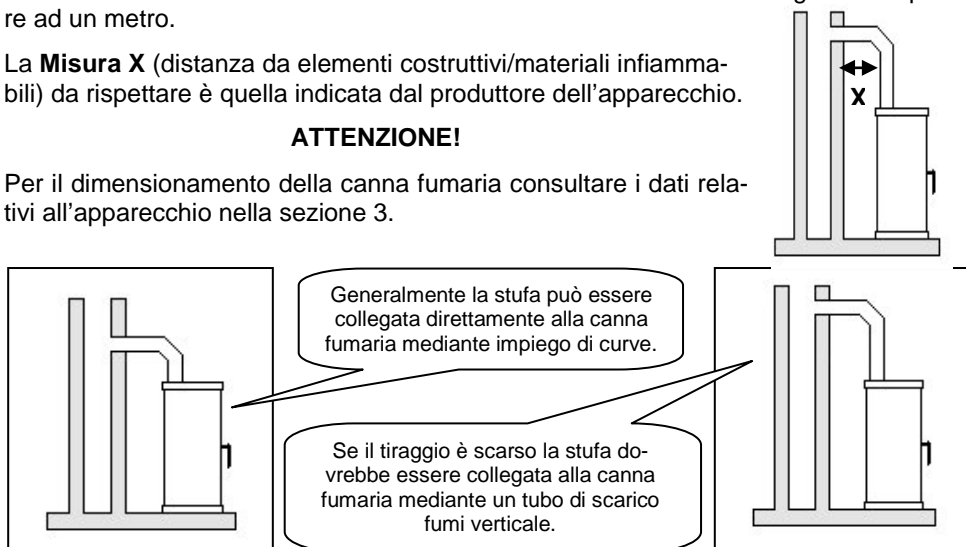 re ad un metro.
La Misura X (distanza da elementi costruttivi/materiali infiamma-
bili) da rispettare è quella indicata dal produttore dell'apparecchio.
ATTENZIONE!
Per il dimensionamento della canna fumaria consultare i dati rela-
tivi all'apparecchio nella sezione 3.
X
Generalmente la stufa può essere
collegata direttamente alla canna
fumaria mediante impiego di curve.
Se il tiraggio è scarso la stufa do-
vrebbe essere collegata alla canna
fumaria mediante un tubo di scarico
fumi verticale.